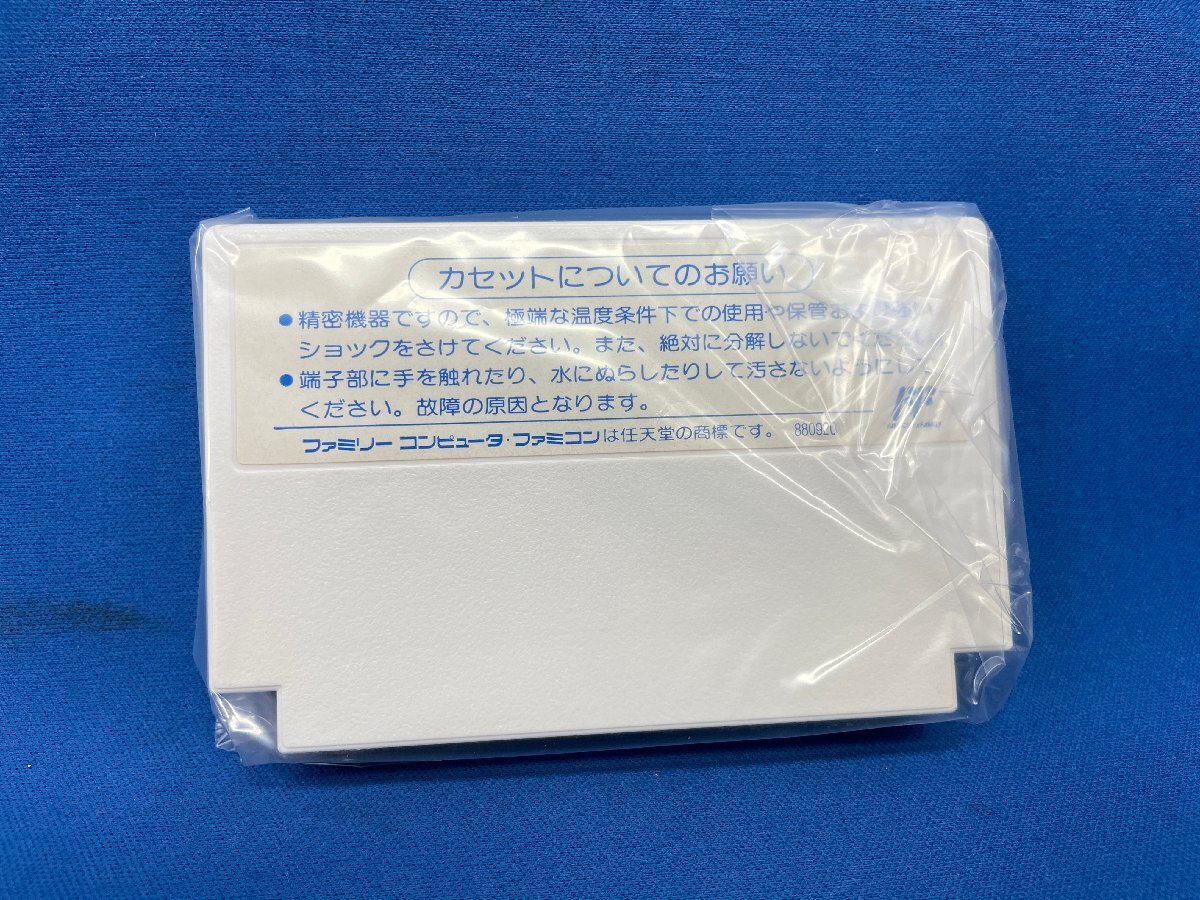 カセットについてのお願い
●精密機器ですので、極端な温度条件下での使用や保管および強い
ショックをさけてください。また、絶対に分解しないでください。
●端子部に手を触れたり、水にぬらしたりして汚さないようにして
ください。故障の原因となります。
ファミリー コンピュータ・ファミコンは任天堂の商標です。 880920